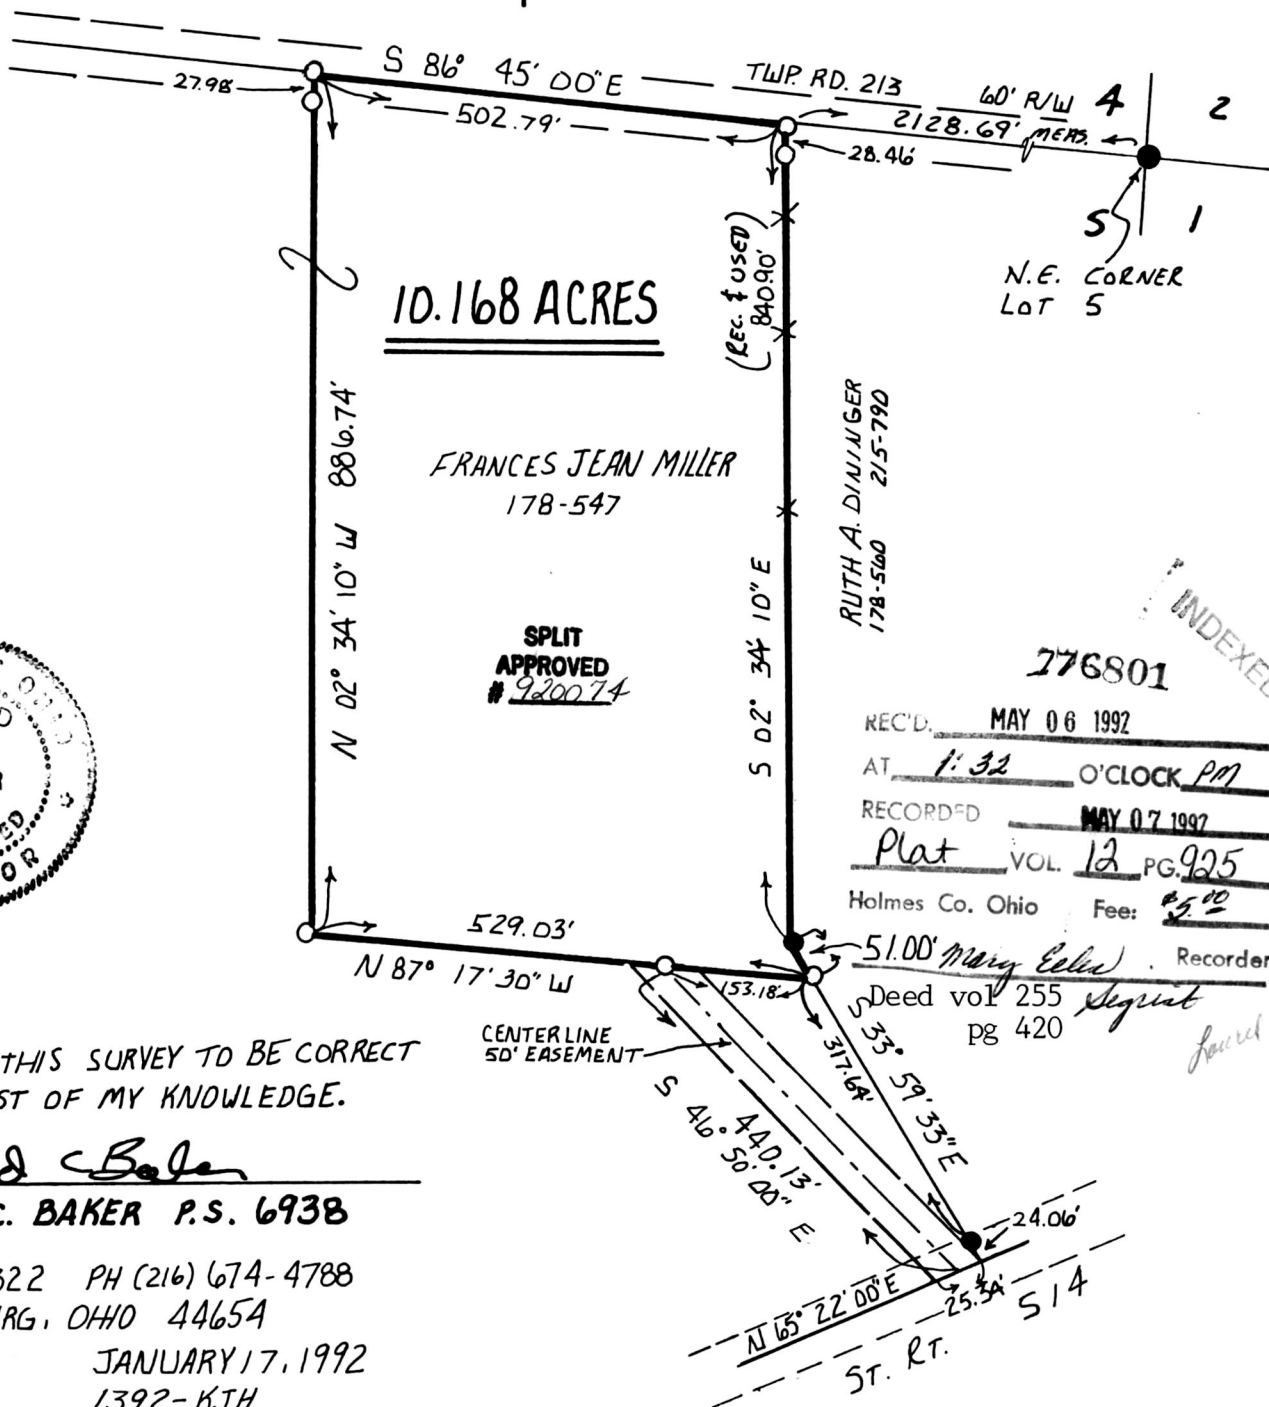 S 86° 45' 00" E
TWP. RD. 213
60' R/W
4
2
27.98
502.79'
2128.69' MEAS.
28.46
5
1
N.E. CORNER
LOT 5
(REC. & USED)
840.90'
10.168 ACRES
N 02° 34' 10" W 886.74'
FRANCES JEAN MILLER
178-547
RUTH A. DININGER
178-560 215-790
S 02° 34' 10" E
SPLIT
APPROVED
# 920074
INDEXED
276801
REC'D. MAY 06 1992
AT 1:32 O'CLOCK PM
RECORDED MAY 07 1992
Plat VOL. 12 PG. 925
Holmes Co. Ohio Fee: $5.00
51.00' Mary Recorder
Deed vol 255
pg 420
529.03'
N 87° 17' 30" W
153.18'
CENTERLINE
50' EASEMENT
S 33° 59' 33" E
317.64'
440.13'
S 46° 50' 00" E
24.06'
25.34'
N 65° 22' 00" E
ST. RT. 514
THIS SURVEY TO BE CORRECT
ST OF MY KNOWLEDGE.
C. BAKER P.S. 6938
322 PH (216) 674-4788
RG, OHIO 44654
JANUARY 17, 1992
1392-KJH